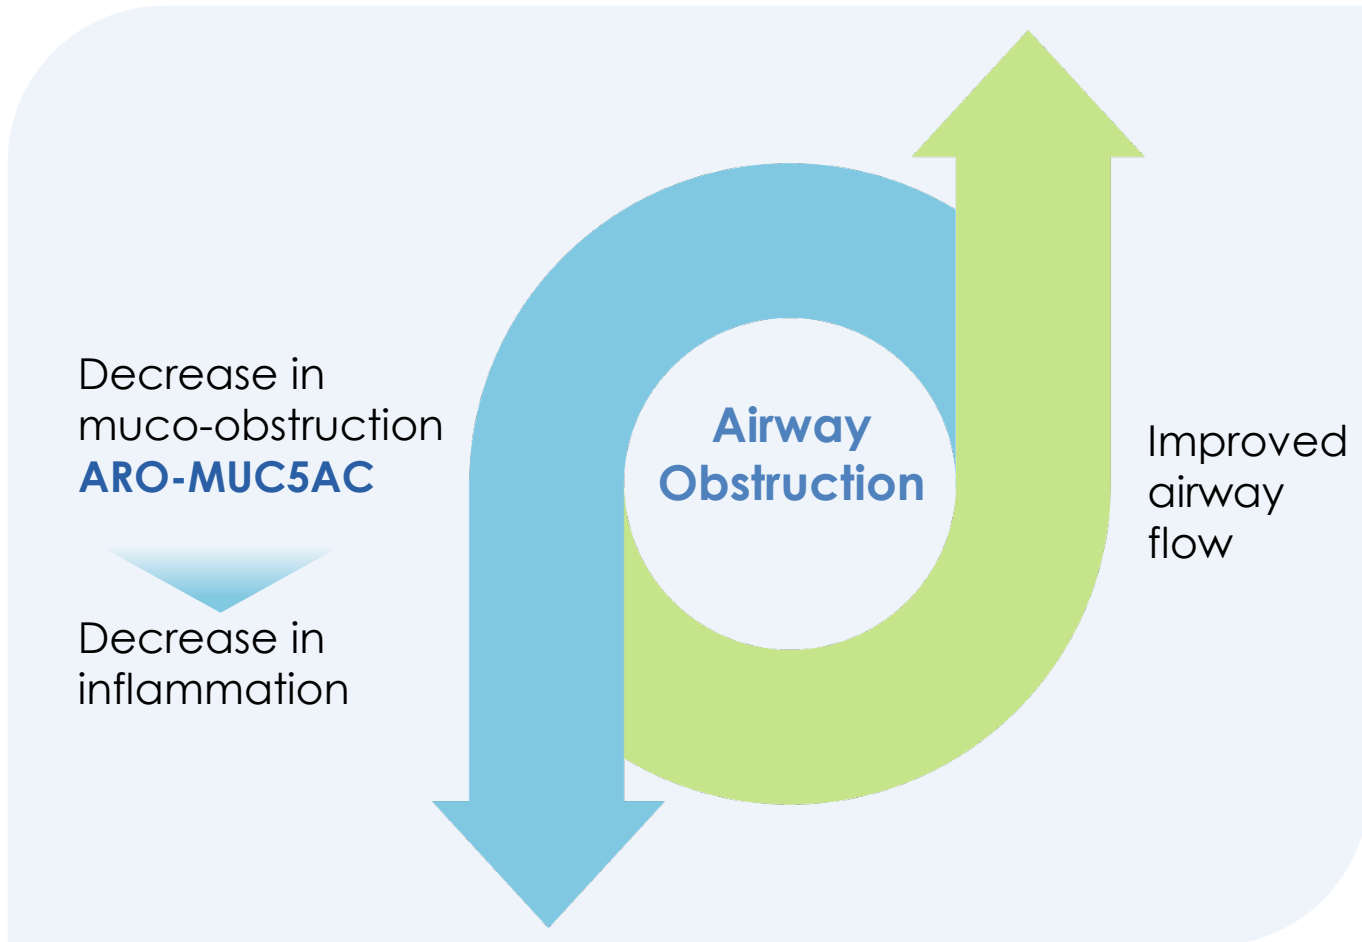 Decrease in
muco-obstruction
ARO-MUC5AC
Decrease in
inflammation
Airway
Obstruction
Improved
airway
flow